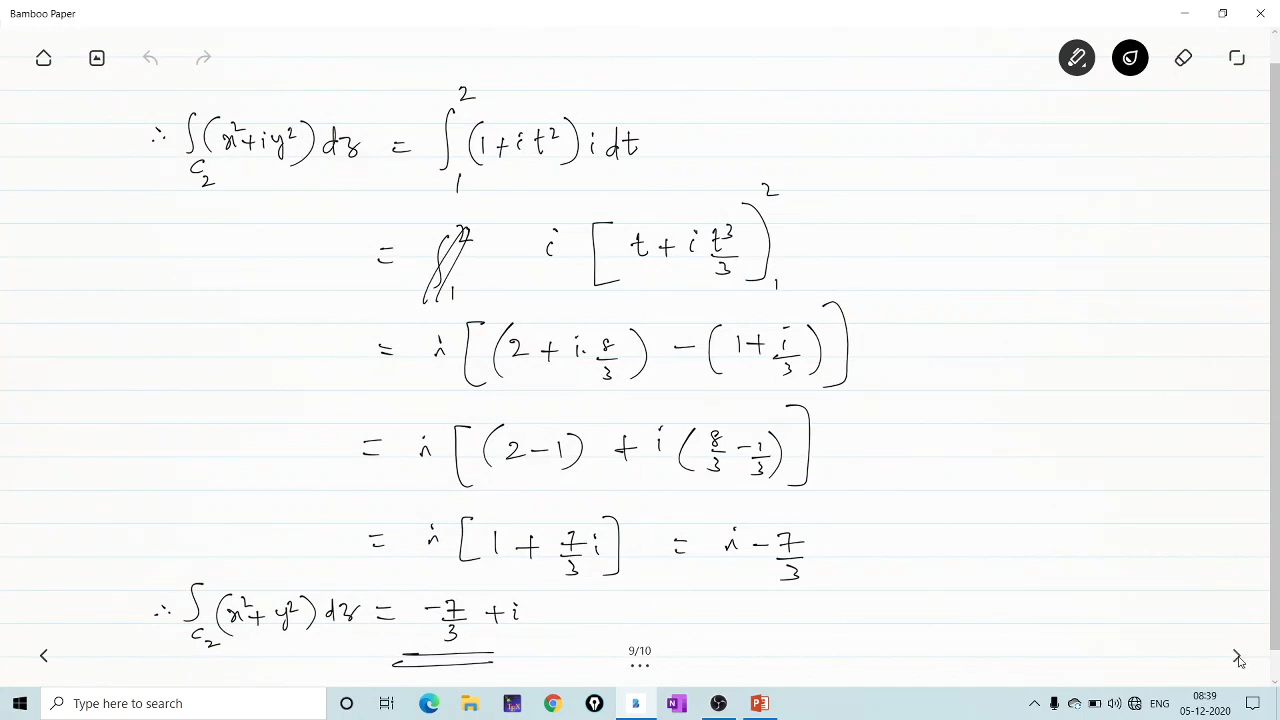 Bamboo Paper
∴ ∫_{C_2} (x²+iy²) dz = ∫_1^2 (1+it²) i dt
= i [t + i t³/3]_1^2
= i [(2 + i·8/3) − (1 + i/3)]
= i [(2−1) + i (8/3 − 1/3)]
= i [1 + 7/3 i] = i − 7/3
∴ ∫_{C_2} (x²+y²) dz = −7/3 + i
9/10
Type here to search
ENG
08:39
05-12-2020